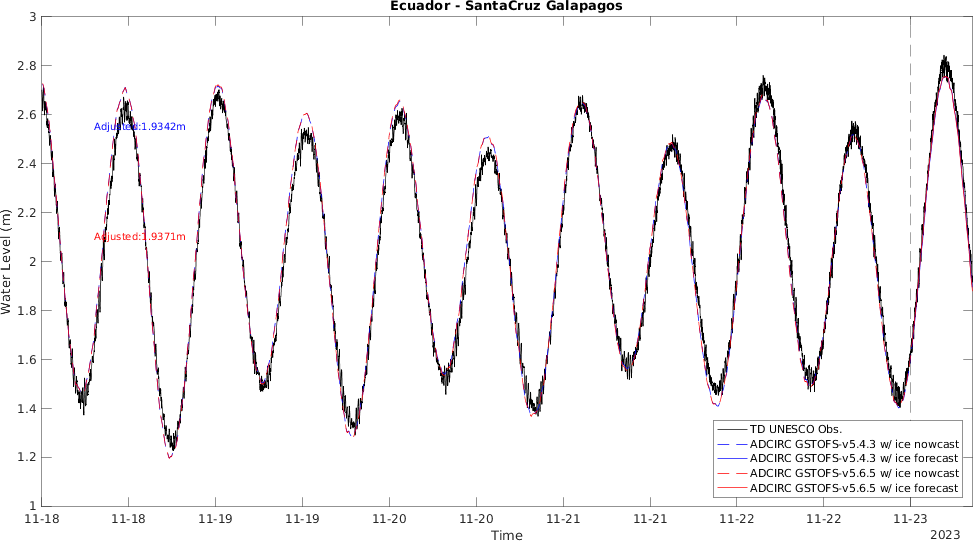 Ecuador - SantaCruz Galapagos
3
2.8
2.6
2.4
2.2
2
1.8
1.6
1.4
1.2
1
Water Level (m)
Adjusted:1.9342m
Adjusted:1.9371m
TD UNESCO Obs.
ADCIRC GSTOFS-v5.4.3 w/ ice nowcast
ADCIRC GSTOFS-v5.4.3 w/ ice forecast
ADCIRC GSTOFS-v5.6.5 w/ ice nowcast
ADCIRC GSTOFS-v5.6.5 w/ ice forecast
11-18 11-18 11-19 11-19 11-20 11-20 11-21 11-21 11-22 11-22 11-23
Time
2023